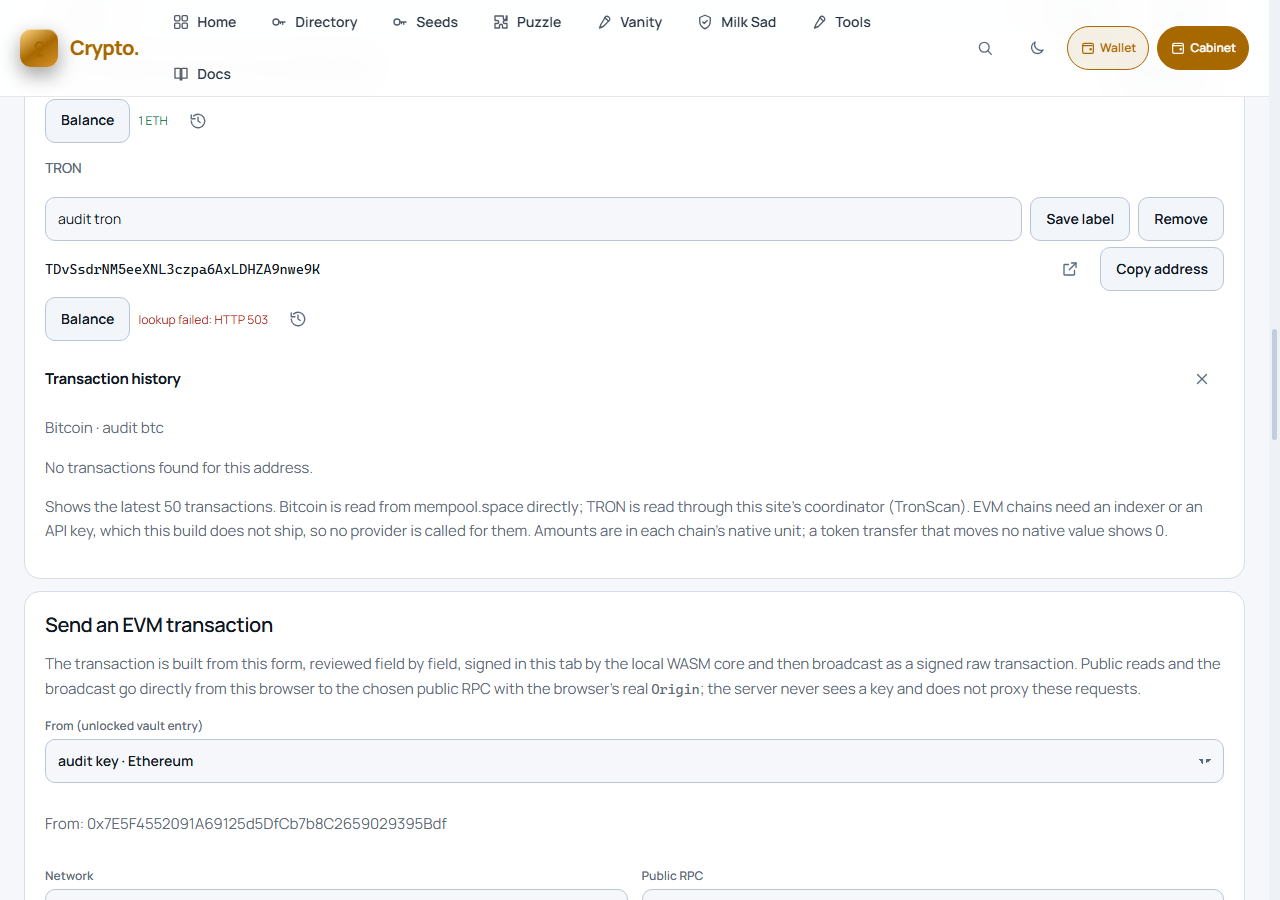 Crypto.
Home
Directory
Seeds
Puzzle
Vanity
Milk Sad
Tools
Docs
Wallet
Cabinet
Balance
1 ETH
TRON
audit tron
Save label
Remove
TDvSsdrNM5eeXNL3czpa6AxLDHZA9nwe9K
Copy address
Balance
lookup failed: HTTP 503
Transaction history
Bitcoin · audit btc
No transactions found for this address.
Shows the latest 50 transactions. Bitcoin is read from mempool.space directly; TRON is read through this site's coordinator (TronScan). EVM chains need an indexer or an
API key, which this build does not ship, so no provider is called for them. Amounts are in each chain's native unit; a token transfer that moves no native value shows 0.
Send an EVM transaction
The transaction is built from this form, reviewed field by field, signed in this tab by the local WASM core and then broadcast as a signed raw transaction. Public reads and the
broadcast go directly from this browser to the chosen public RPC with the browser's real Origin; the server never sees a key and does not proxy these requests.
From (unlocked vault entry)
audit key · Ethereum
From: 0x7E5F4552091A69125d5DfCb7b8C2659029395Bdf
Network
Public RPC